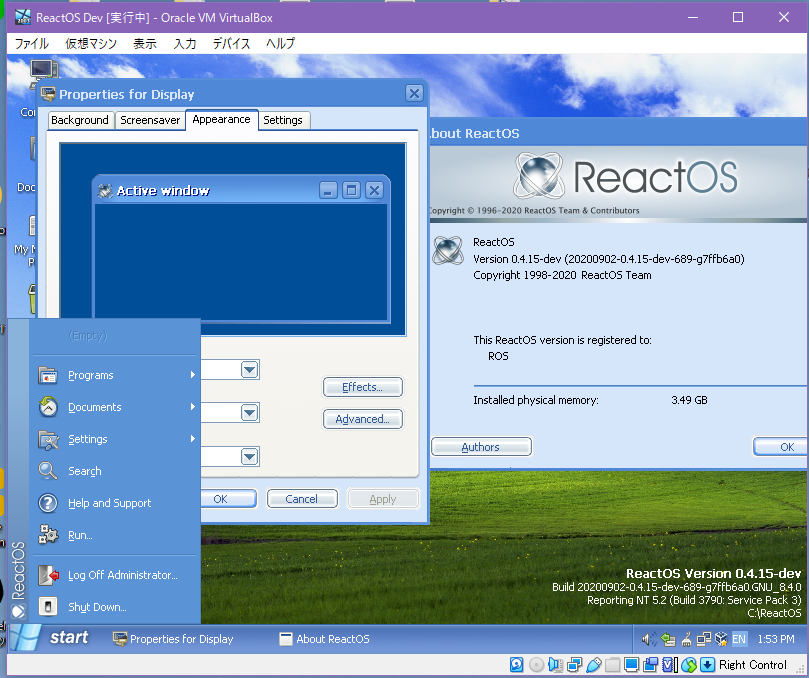 ReactOS Dev [実行中] - Oracle VM VirtualBox
ファイル 仮想マシン 表示 入力 デバイス ヘルプ
Properties for Display
Background Screensaver Appearance Settings
Active window
Effects...
Advanced...
OK Cancel Apply
About ReactOS
ReactOS
Copyright © 1996-2020 ReactOS Team & Contributors
ReactOS
Version 0.4.15-dev (20200902-0.4.15-dev-689-g7ffb6a0)
Copyright 1998-2020 ReactOS Team
This ReactOS version is registered to:
ROS
Installed physical memory: 3.49 GB
Authors OK
(Empty)
Programs
Documents
Settings
Search
Help and Support
Run...
Log Off Administrator...
Shut Down...
ReactOS
ReactOS Version 0.4.15-dev
Build 20200902-0.4.15-dev-689-g7ffb6a0.GNU_8.4.0
Reporting NT 5.2 (Build 3790: Service Pack 3)
C:\ReactOS
start Properties for Display About ReactOS EN 1:53 PM
Right Control